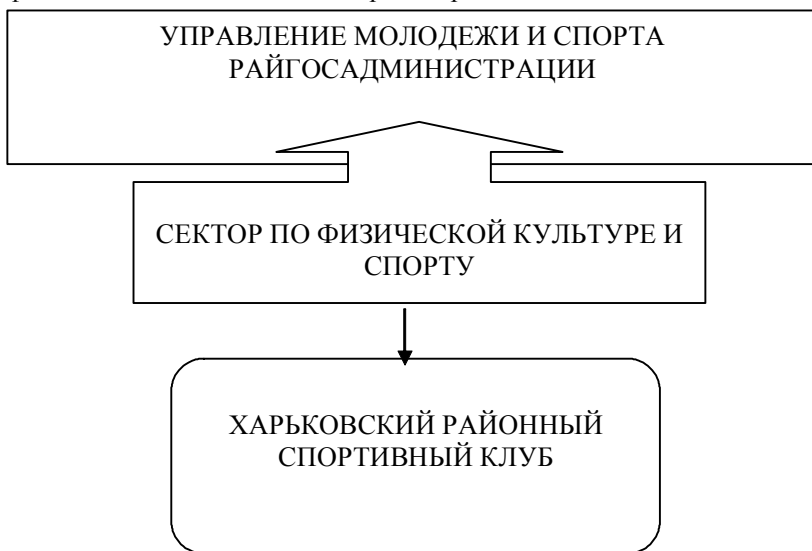 УПРАВЛЕНИЕ МОЛОДЕЖИ И СПОРТА
РАЙГОСАДМИНИСТРАЦИИ
СЕКТОР ПО ФИЗИЧЕСКОЙ КУЛЬТУРЕ И
СПОРТУ
ХАРЬКОВСКИЙ РАЙОННЫЙ
СПОРТИВНЫЙ КЛУБ